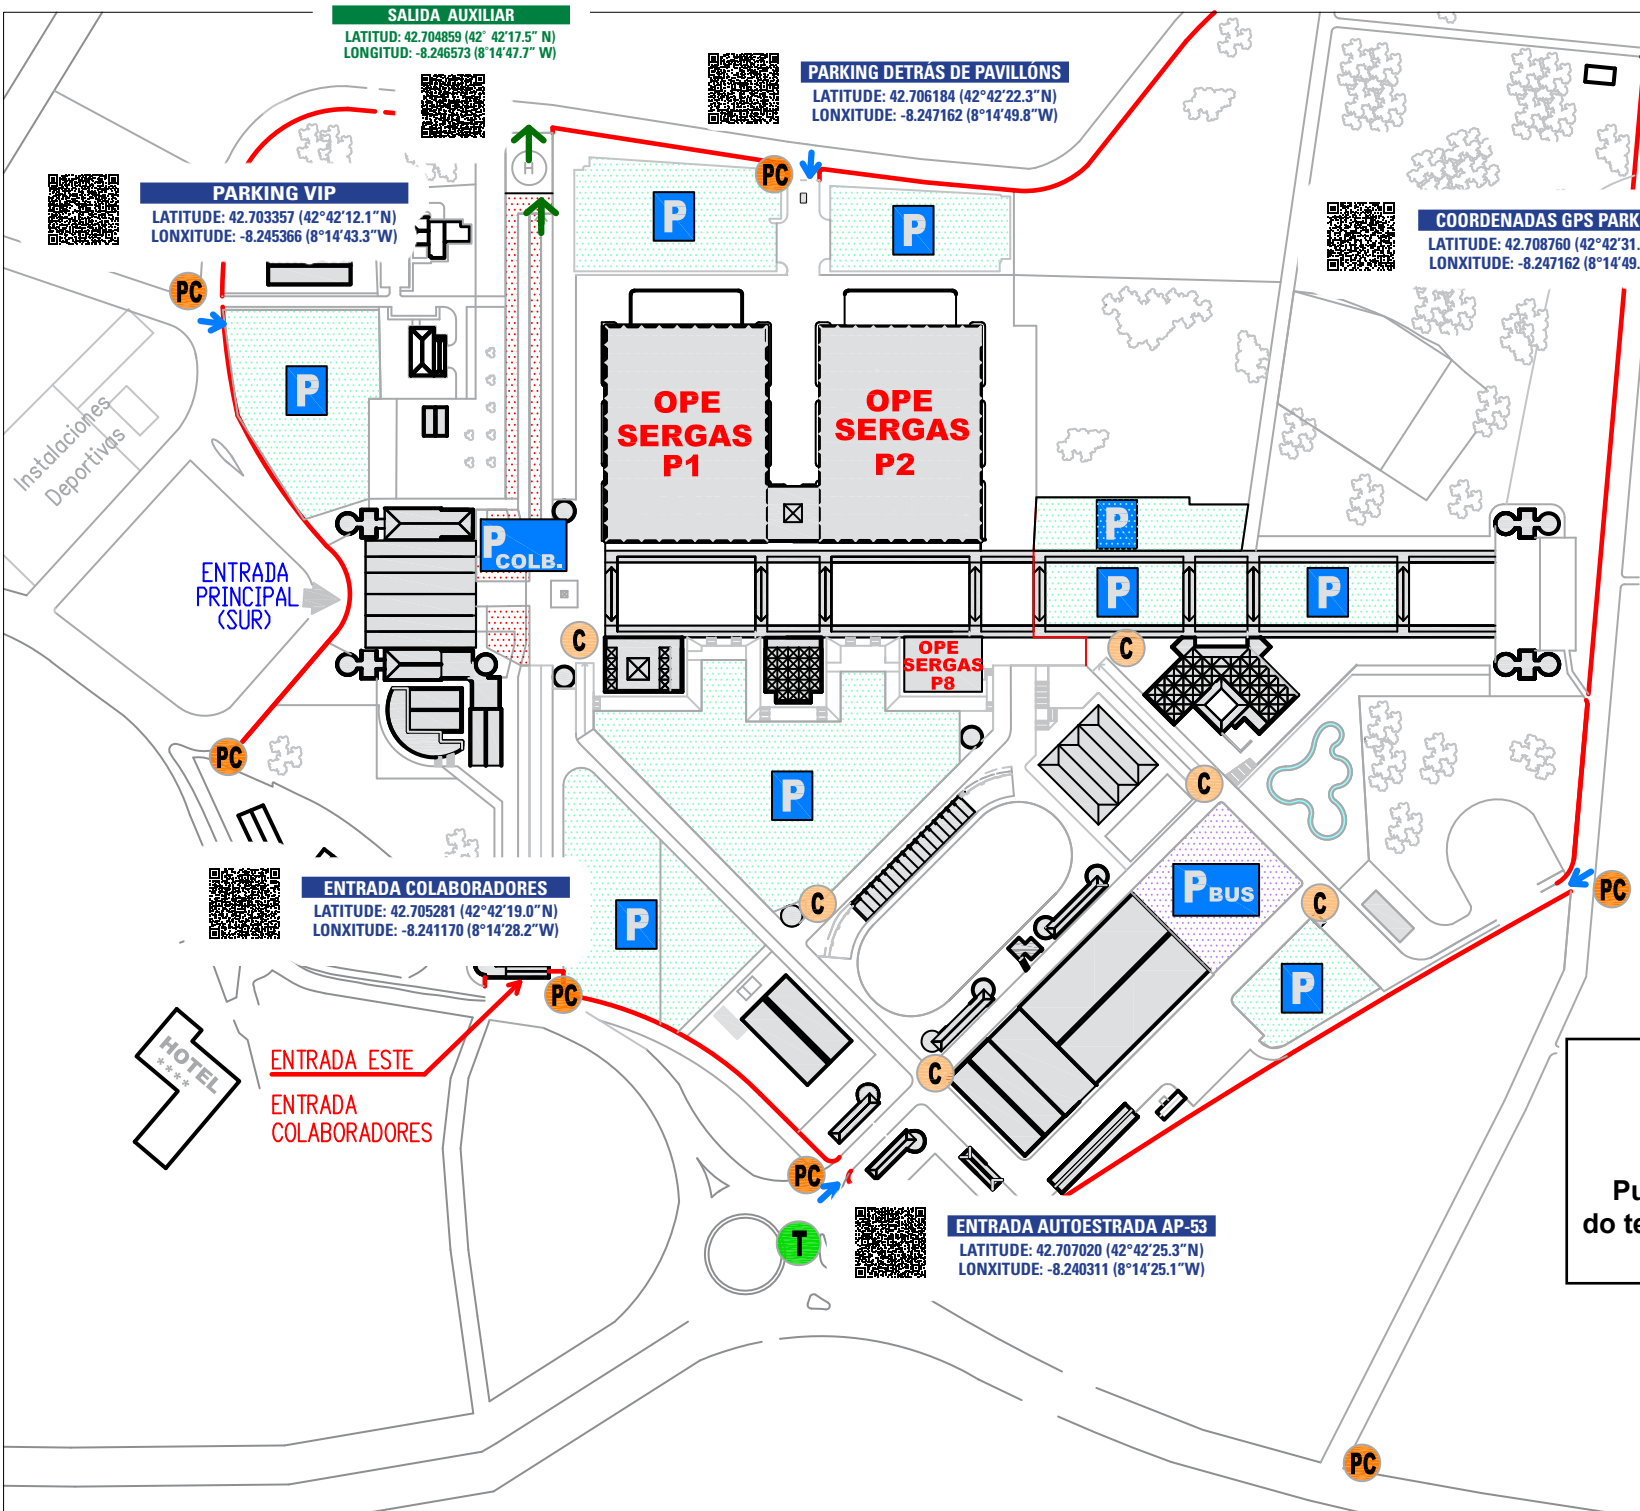 SALIDA AUXILIAR
LATITUD: 42.704859 (42° 42'17.5" N)
LONGITUD: -8.246573 (8°14'47.7" W)
PARKING DETRÁS DE PAVILLÓNS
LATITUDE: 42.706184 (42°42'22.3"N)
LONXITUDE: -8.247162 (8°14'49.8"W)
PARKING VIP
LATITUDE: 42.703357 (42°42'12.1"N)
LONXITUDE: -8.245366 (8°14'43.3"W)
COORDENADAS GPS PARK
LATITUDE: 42.708760 (42°42'31.
LONXITUDE: -8.247162 (8°14'49.
H
PC
P
P
PC
P
OPE
SERGAS
P1
OPE
SERGAS
P2
Instalaciones
Deportivas
P
COLB.
P
P
P
ENTRADA
PRINCIPAL
(SUR)
C
C
OPE
SERGAS
P8
PC
P
C
ENTRADA COLABORADORES
LATITUDE: 42.705281 (42°42'19.0"N)
LONXITUDE: -8.241170 (8°14'28.2"W)
P
C
P BUS
C
PC
P
PC
HOTEL
****
ENTRADA ESTE
ENTRADA
COLABORADORES
C
PC
T
ENTRADA AUTOESTRADA AP-53
LATITUDE: 42.707020 (42°42'25.3"N)
LONXITUDE: -8.240311 (8°14'25.1"W)
Pu
do te
PC